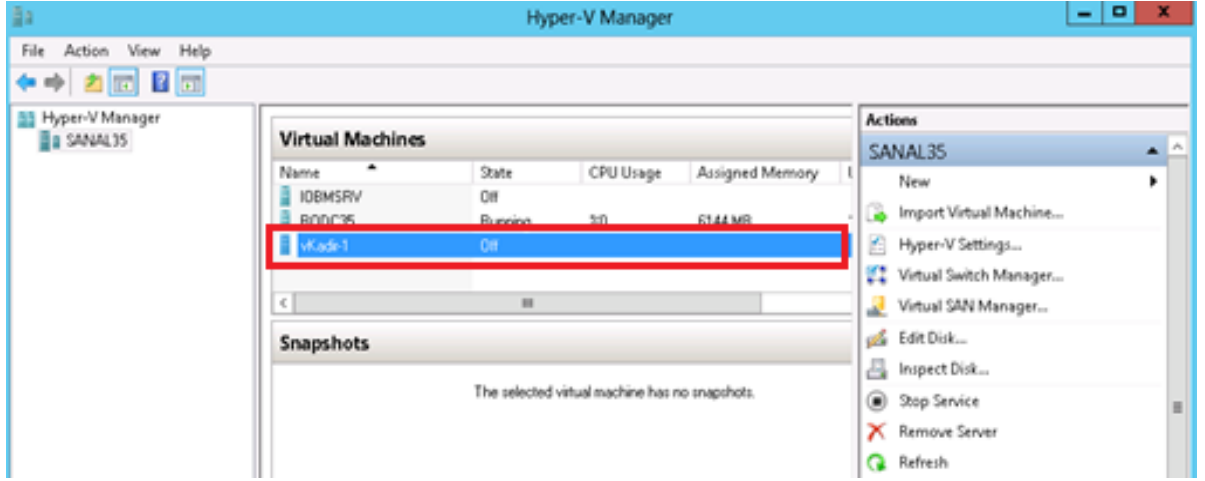 Hyper-V Manager
File Action View Help
Hyper-V Manager
SANAL35
Virtual Machines
Name State CPU Usage Assigned Memory
IOBMSRV Off
RODC35 Running 6144 MB
vKadir-1 Off
Snapshots
The selected virtual machine has no snapshots.
Actions
SANAL35
New
Import Virtual Machine...
Hyper-V Settings...
Virtual Switch Manager...
Virtual SAN Manager...
Edit Disk...
Inspect Disk...
Stop Service
Remove Server
Refresh